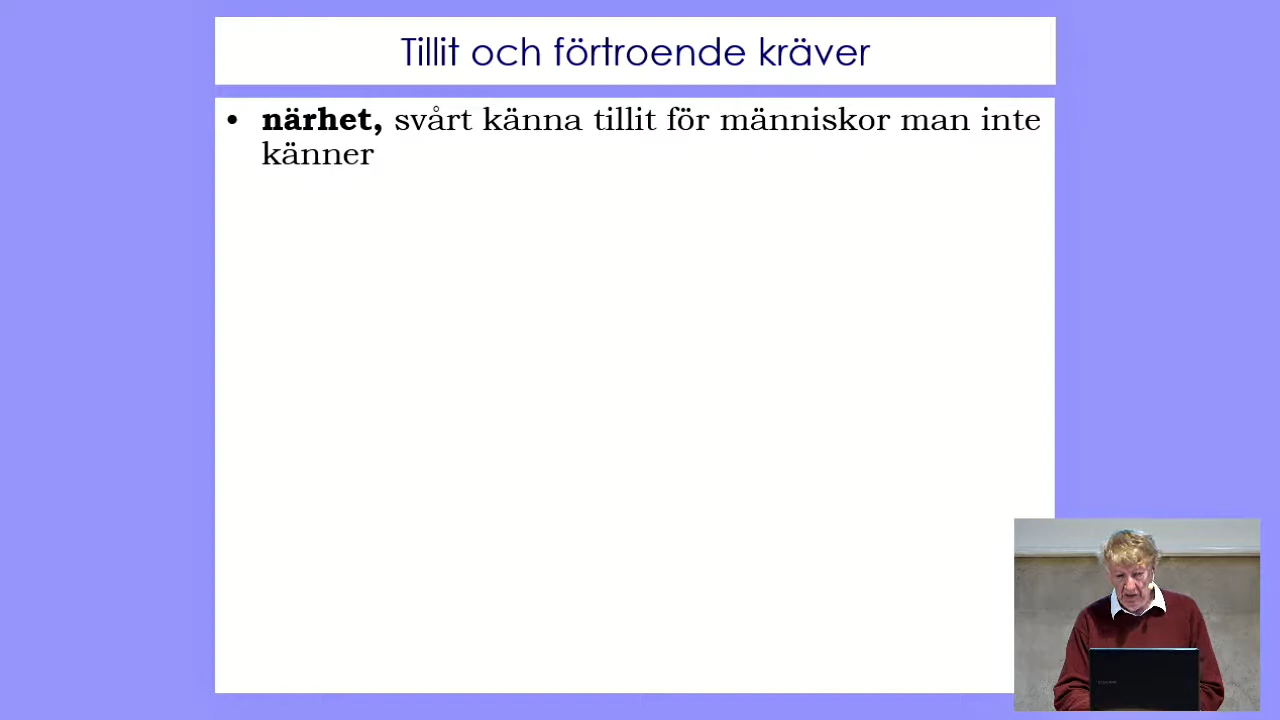 Tillit och förtroende kräver
• närhet, svårt känna tillit för människor man inte
känner